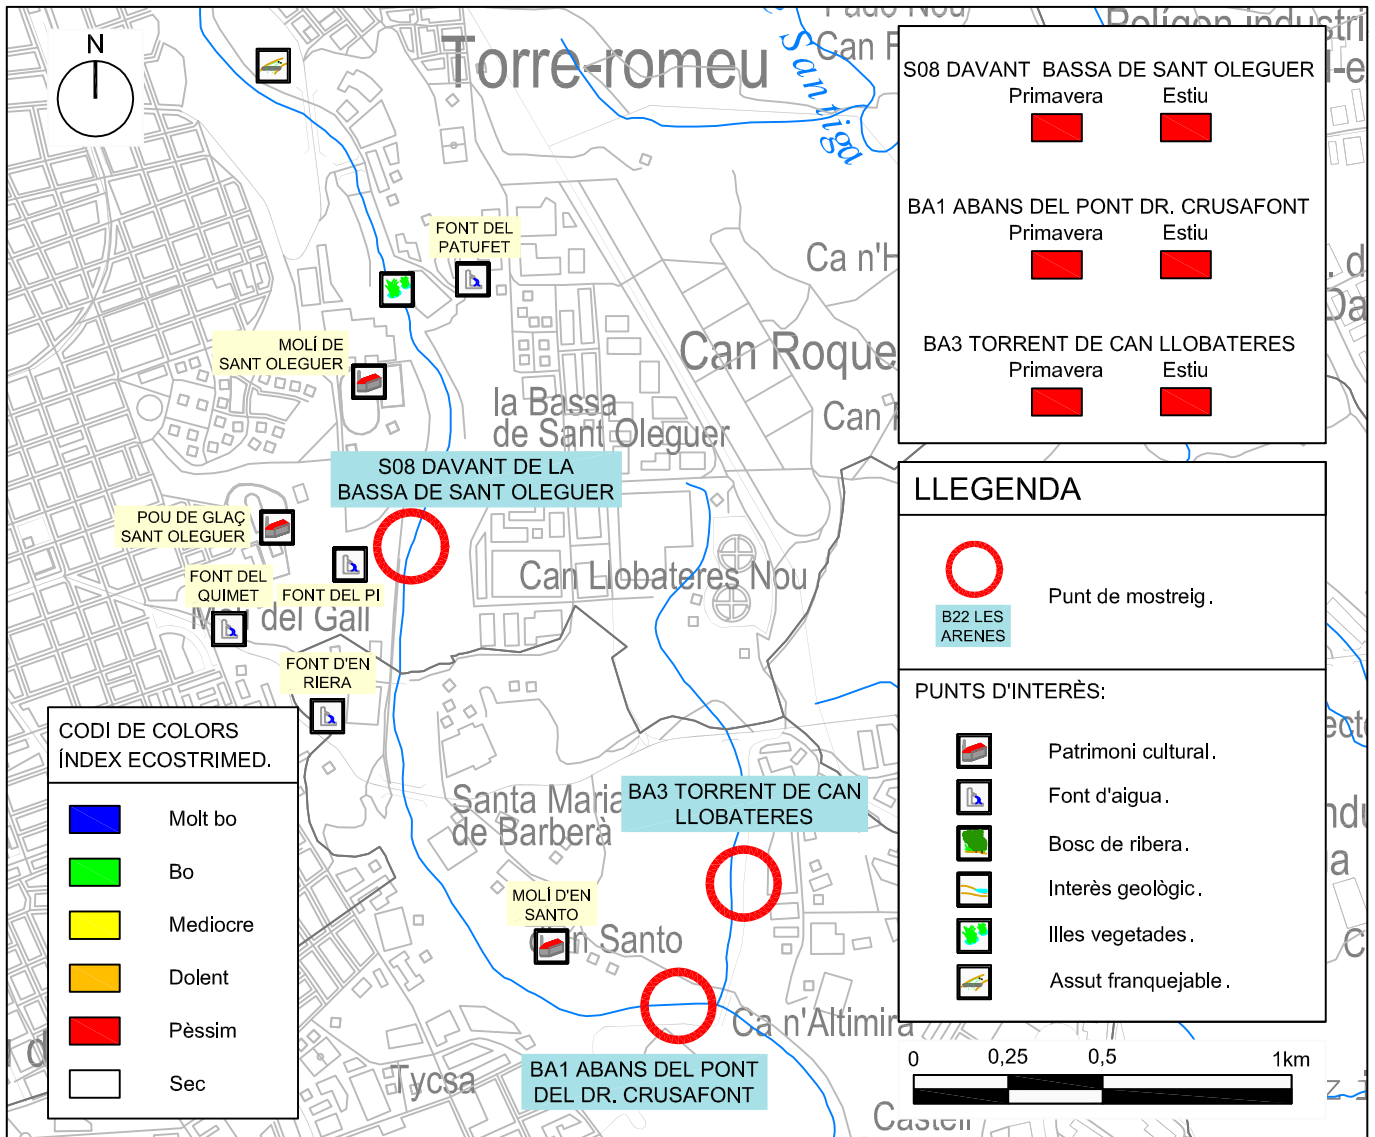 N
Torre-romeu
Can
Santiga
S08 DAVANT BASSA DE SANT OLEGUER
Primavera Estiu
BA1 ABANS DEL PONT DR. CRUSAFONT
Primavera Estiu
BA3 TORRENT DE CAN LLOBATERES
Primavera Estiu
FONT DEL
PATUFET
Ca n'H
MOLÍ DE
SANT OLEGUER
Can Roque
la Bassa
de Sant Oleguer
Can
S08 DAVANT DE LA
BASSA DE SANT OLEGUER
POU DE GLAÇ
SANT OLEGUER
FONT DEL
QUIMET
FONT DEL PI
Can Llobateres Nou
del Gall
FONT D'EN
RIERA
LLEGENDA
B22 LES
ARENES
Punt de mostreig.
PUNTS D'INTERÈS:
Patrimoni cultural.
Font d'aigua.
Bosc de ribera.
Interès geològic.
Illes vegetades.
Assut franquejable.
CODI DE COLORS
ÍNDEX ECOSTRIMED.
Molt bo
Bo
Mediocre
Dolent
Pèssim
Sec
Santa Maria
de Barberà
BA3 TORRENT DE CAN
LLOBATERES
MOLÍ D'EN
SANTO
Santo
Ca n'Altimira
BA1 ABANS DEL PONT
DEL DR. CRUSAFONT
Tycsa
Castell
0 0,25 0,5 1km